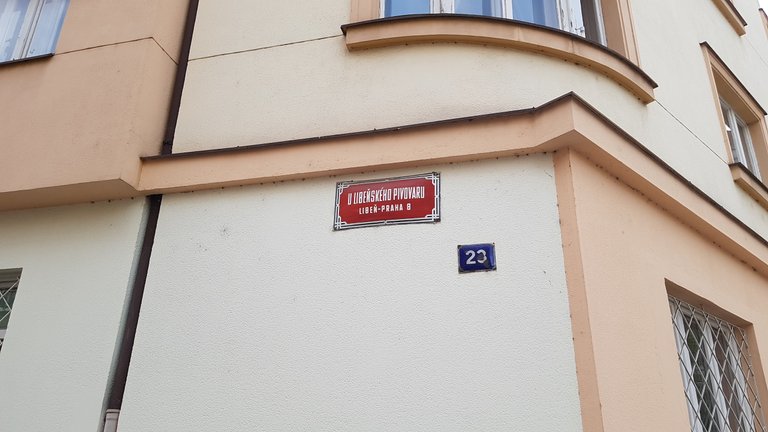 U LIBEŇSKÉHO PIVOVARU
LIBEŇ-PRAHA 8
23